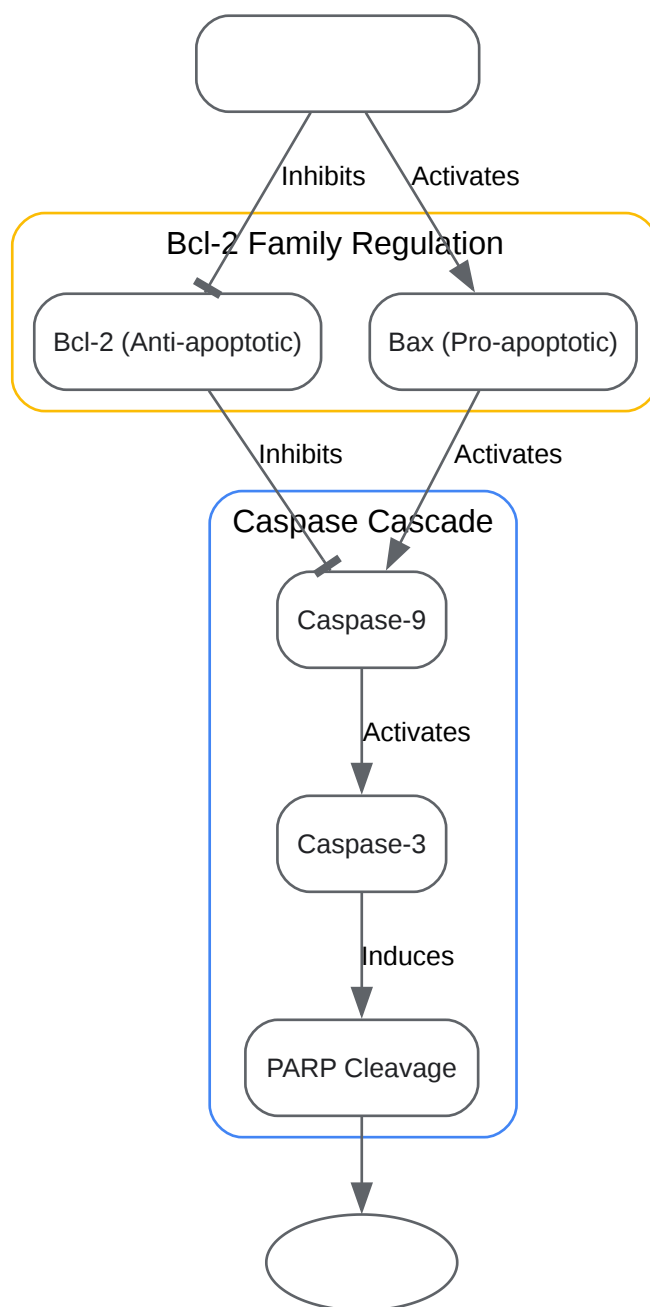 Inhibits
Activates
Bcl-2 Family Regulation
Bcl-2 (Anti-apoptotic)
Bax (Pro-apoptotic)
Inhibits
Activates
Caspase Cascade
Caspase-9
Activates
Caspase-3
Induces
PARP Cleavage